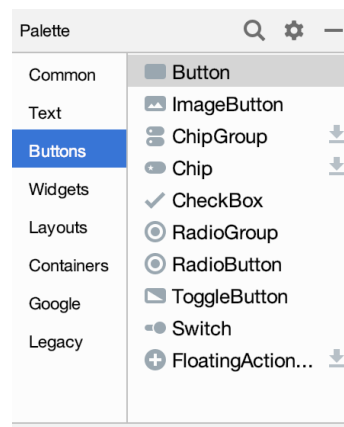 Palette
Common
Text
Buttons
Widgets
Layouts
Containers
Google
Legacy
Button
ImageButton
ChipGroup
Chip
CheckBox
RadioGroup
RadioButton
ToggleButton
Switch
FloatingAction...